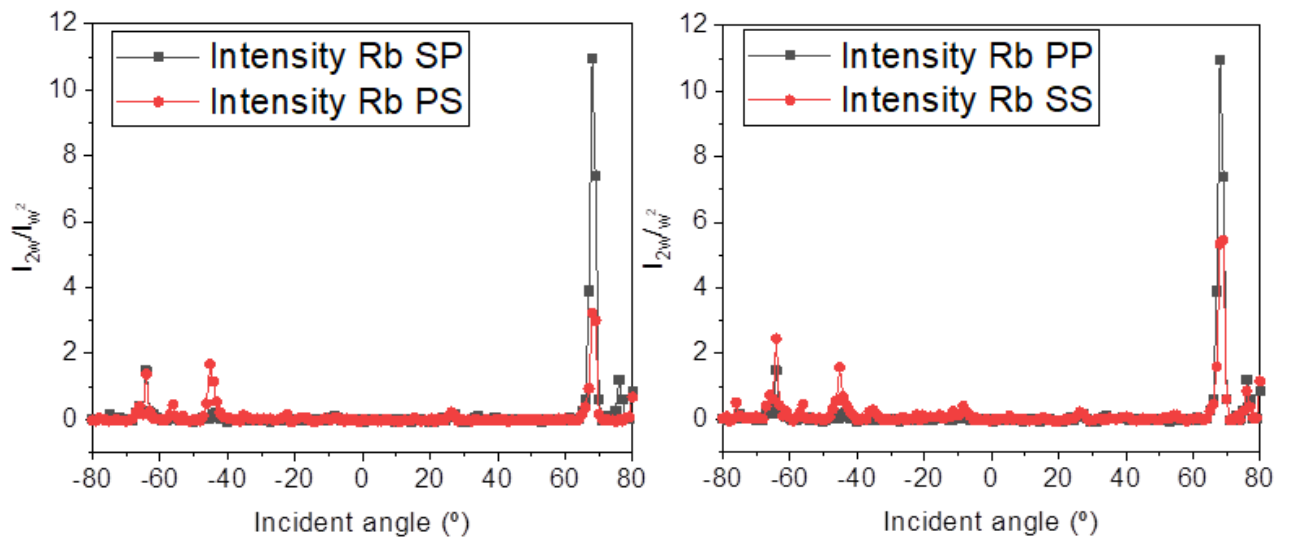 12
10
8
6
4
2
0
I₂w/Iw²
Intensity Rb SP
Intensity Rb PS
-80 -60 -40 -20 0 20 40 60 80
Incident angle (º)
12
10
8
6
4
2
0
I₂w/w²
Intensity Rb PP
Intensity Rb SS
-80 -60 -40 -20 0 20 40 60 80
Incident angle (º)